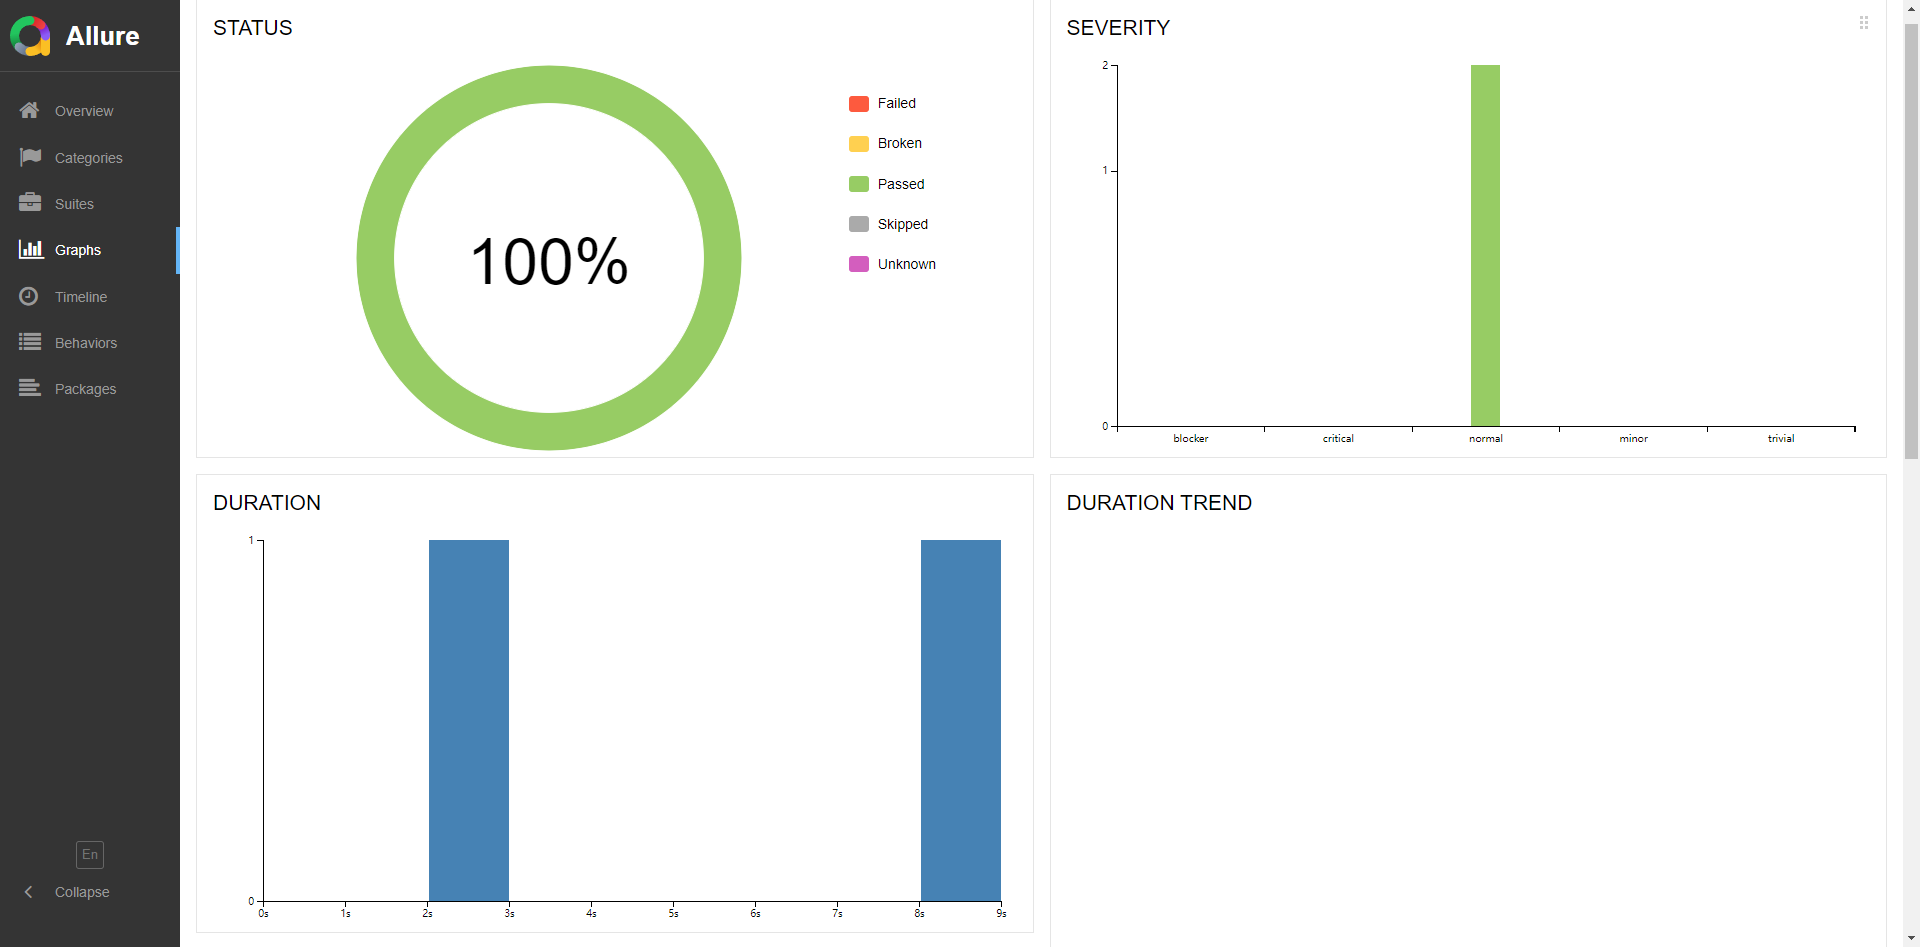 Allure
Overview
Categories
Suites
Graphs
Timeline
Behaviors
Packages
En
Collapse
STATUS
100%
Failed
Broken
Passed
Skipped
Unknown
SEVERITY
2
1
0
blocker critical normal minor trivial
DURATION
1
0
0s 1s 2s 3s 4s 5s 6s 7s 8s 9s
DURATION TREND